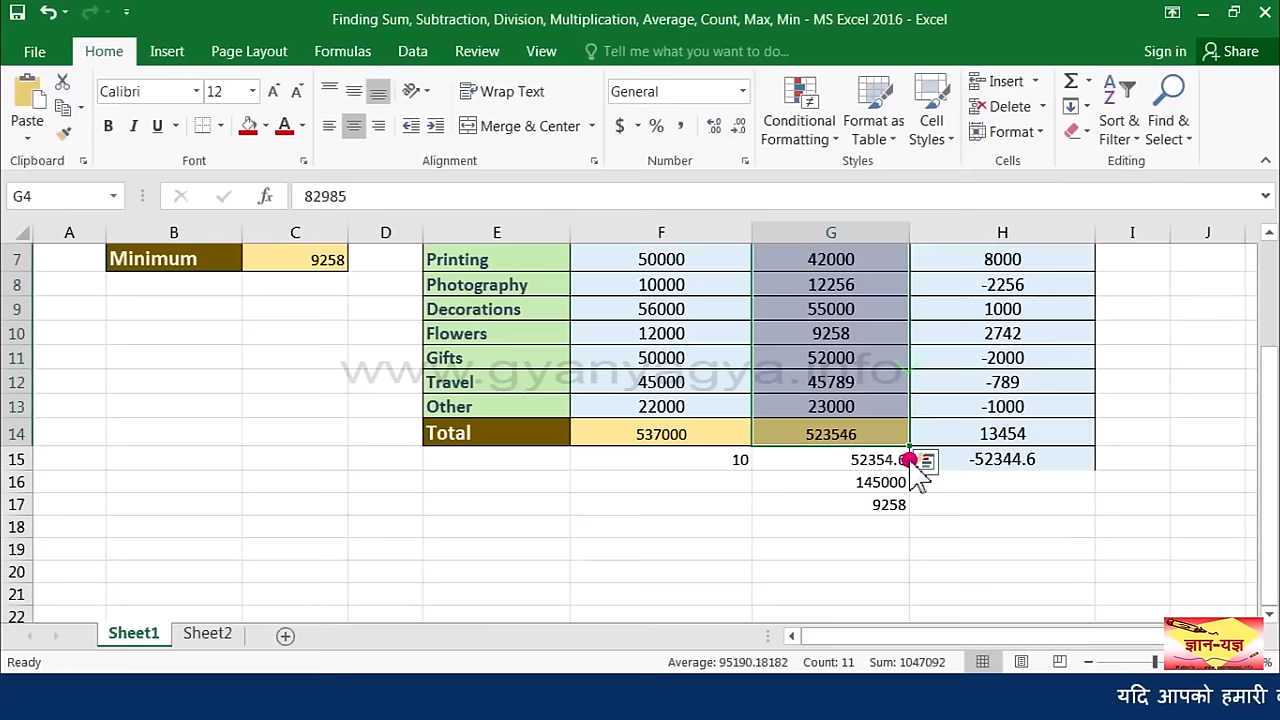 Finding Sum, Subtraction, Division, Multiplication, Average, Count, Max, Min - MS Excel 2016 - Excel
File Home Insert Page Layout Formulas Data Review View Tell me what you want to do... Sign in Share
Paste Calibri 12 Wrap Text General Conditional Formatting Format as Table Cell Styles Insert Sort & Filter Find & Select
B I U Merge & Center $ % , Delete
Format
Clipboard Font Alignment Number Styles Cells Editing
G4 fx 82985
A B C D E F G H I J
7 Minimum 9258 Printing 50000 42000 8000
8 Photography 10000 12256 -2256
9 Decorations 56000 55000 1000
10 Flowers 12000 9258 2742
11 Gifts 50000 52000 -2000
www.gyanyagya.info
12 Travel 45000 45789 -789
13 Other 22000 23000 -1000
14 Total 537000 523546 13454
15 10 52354.6 -52344.6
16 145000
17 9258
18
19
20
21
22
Sheet1 Sheet2
ज्ञान-यज्ञ
Ready Average: 95190.18182 Count: 11 Sum: 1047092 %
यदि आपको हमारी